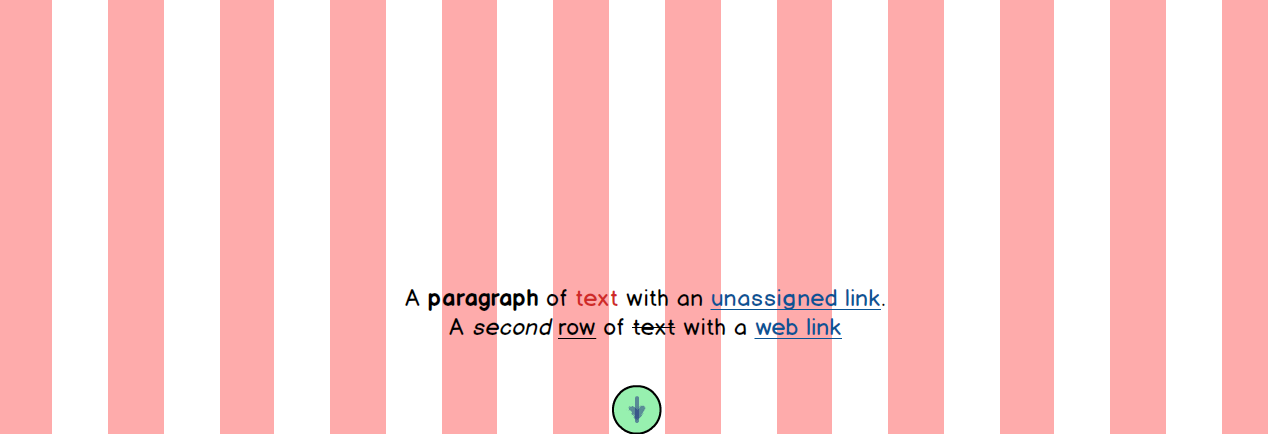 A paragraph of text with an unassigned link.
A second row of text with a web link